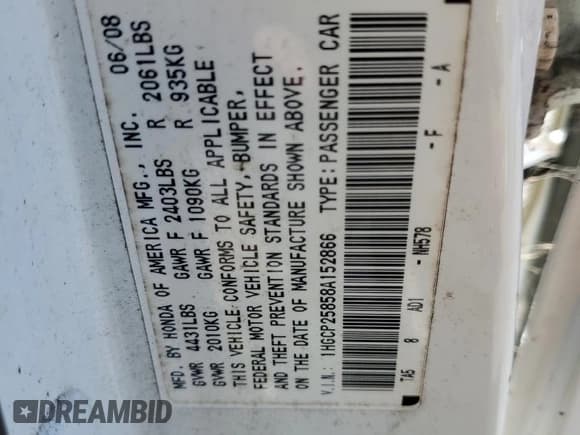 MFD. BY HONDA OF AMERICA MFG., INC. 06/08
GVWR 4431LBS GAWR F 2403LBS R 2061LBS
GVWR 2010KG GAWR F 1090KG R 935KG
THIS VEHICLE CONFORMS TO ALL APPLICABLE
FEDERAL MOTOR VEHICLE SAFETY, BUMPER,
AND THEFT PREVENTION STANDARDS IN EFFECT
ON THE DATE OF MANUFACTURE SHOWN ABOVE.
V.I.N.: 1HGCP25858A152866 TYPE: PASSENGER CAR
TA5 8 AD1 - NH578 - F - A
DREAMBID